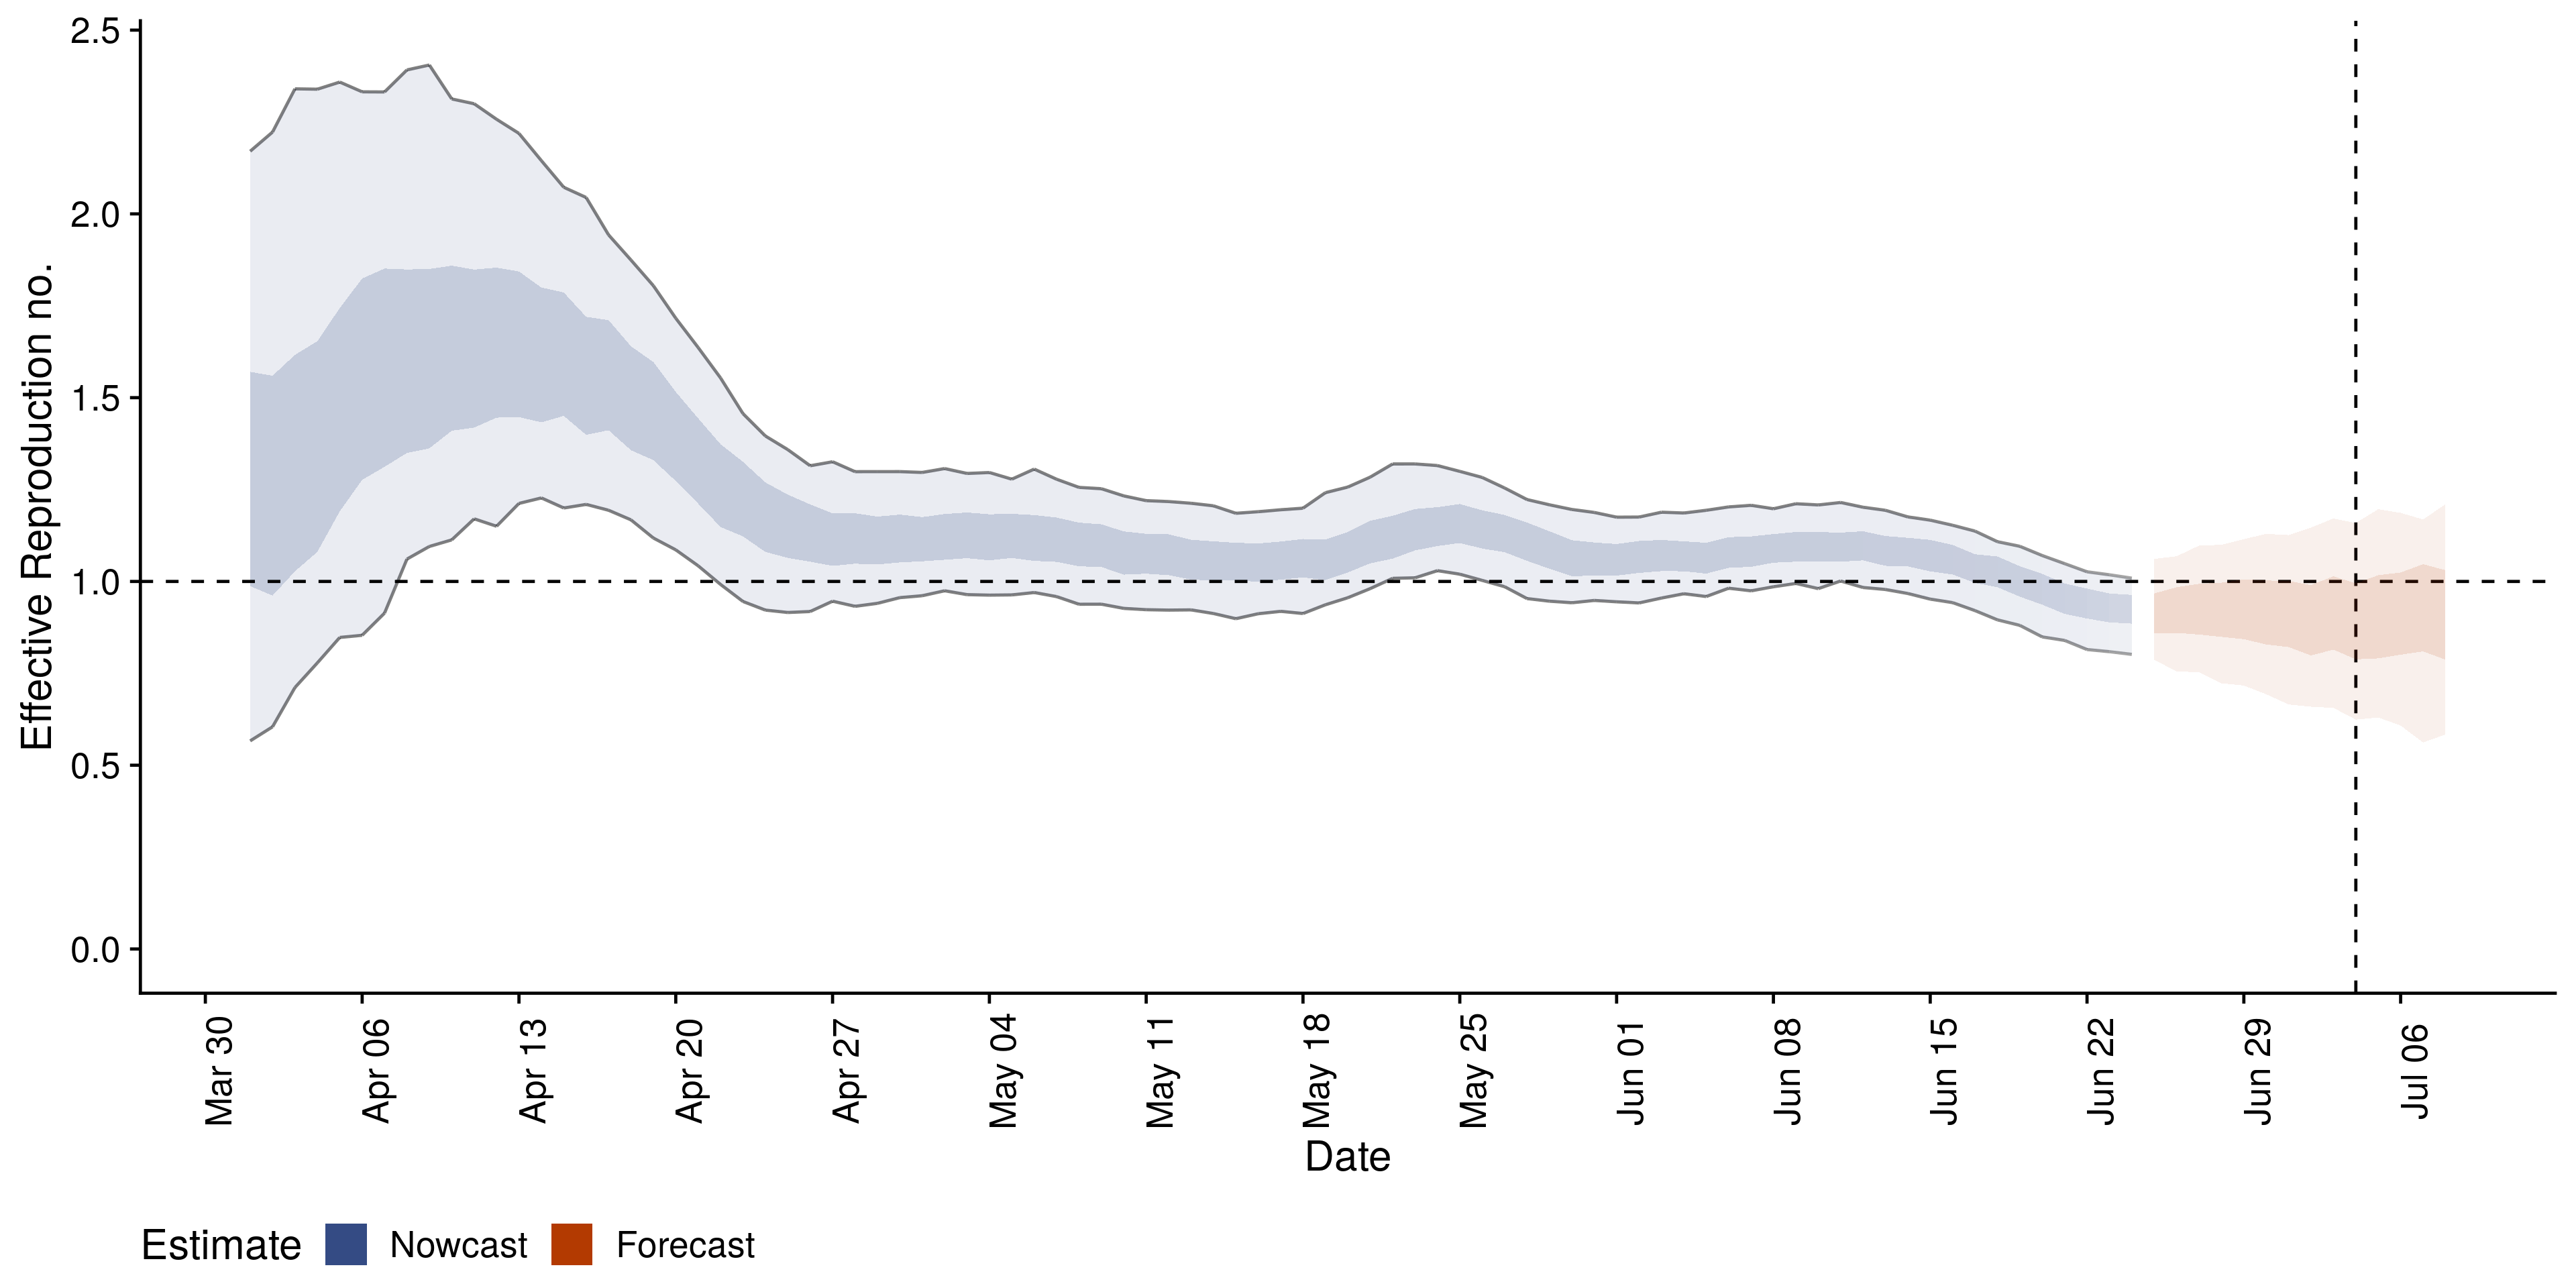 Effective Reproduction no.
2.5
2.0
1.5
1.0
0.5
0.0
Mar 30
Apr 06
Apr 13
Apr 20
Apr 27
May 04
May 11
May 18
May 25
Jun 01
Jun 08
Jun 15
Jun 22
Jun 29
Jul 06
Date
Estimate Nowcast Forecast